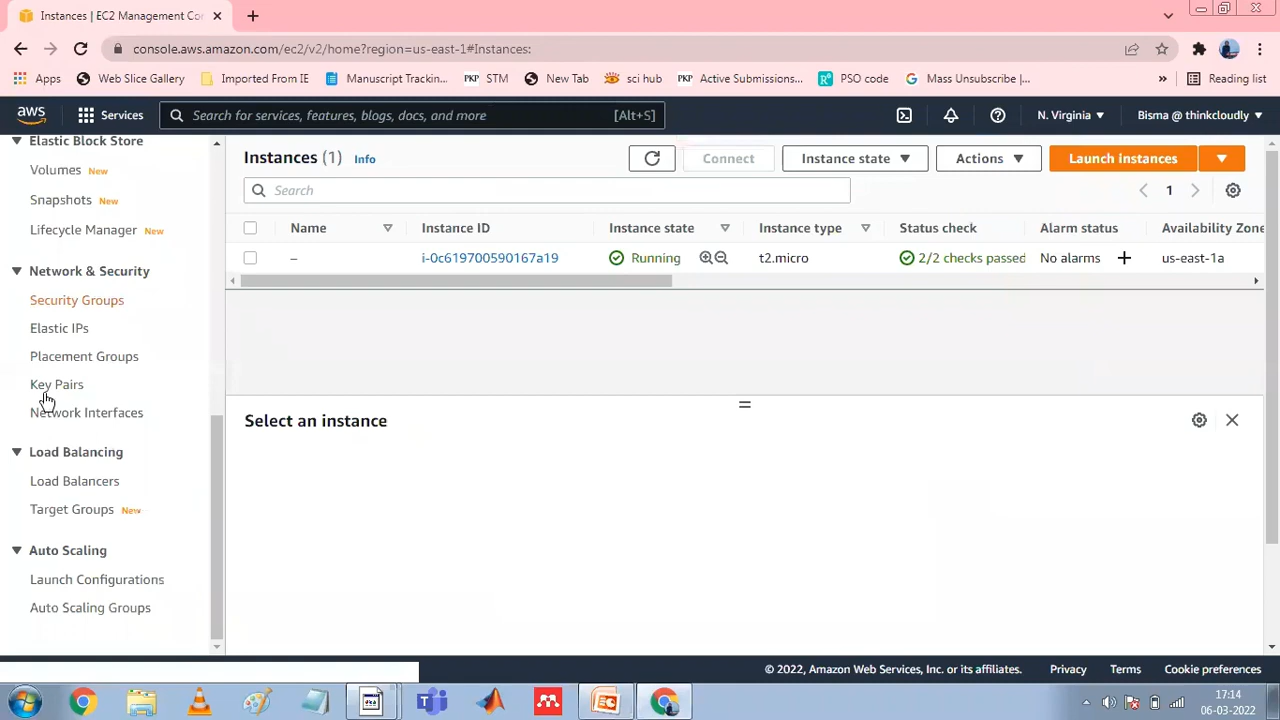 Instances | EC2 Management Con
console.aws.amazon.com/ec2/v2/home?region=us-east-1#Instances:
Apps Web Slice Gallery Imported From IE Manuscript Trackin... PKP STM New Tab sci hub PKP Active Submissions... PSO code Mass Unsubscribe |... » Reading list
aws Services Search for services, features, blogs, docs, and more [Alt+S] N. Virginia Bisma @ thinkcloudly
Elastic Block Store
Volumes New
Snapshots New
Lifecycle Manager New
Network & Security
Security Groups
Elastic IPs
Placement Groups
Key Pairs
Network Interfaces
Load Balancing
Load Balancers
Target Groups New
Auto Scaling
Launch Configurations
Auto Scaling Groups
Instances (1) Info Connect Instance state Actions Launch instances
Search 1
Name Instance ID Instance state Instance type Status check Alarm status Availability Zone
– i-0c619700590167a19 Running t2.micro 2/2 checks passed No alarms + us-east-1a
Select an instance
© 2022, Amazon Web Services, Inc. or its affiliates. Privacy Terms Cookie preferences
17:14
06-03-2022